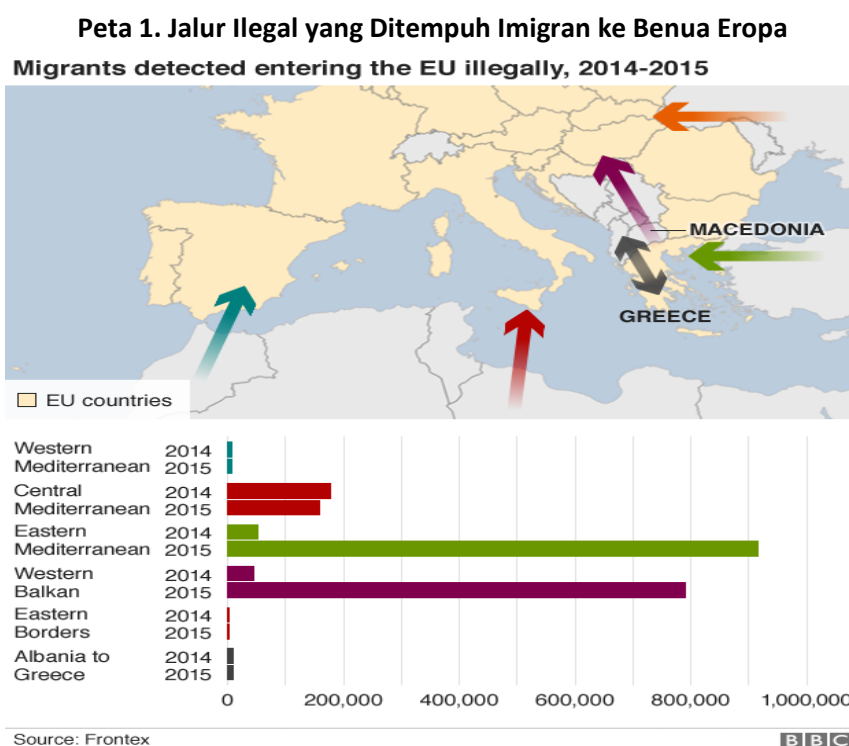 Peta 1. Jalur Ilegal yang Ditempuh Imigran ke Benua Eropa
Migrants detected entering the EU illegally, 2014-2015
MACEDONIA
GREECE
EU countries
Western 2014
Mediterranean 2015
Central 2014
Mediterranean 2015
Eastern 2014
Mediterranean 2015
Western 2014
Balkan 2015
Eastern 2014
Borders 2015
Albania to 2014
Greece 2015
0 200,000 400,000 600,000 800,000 1,000,000
Source: Frontex BBC